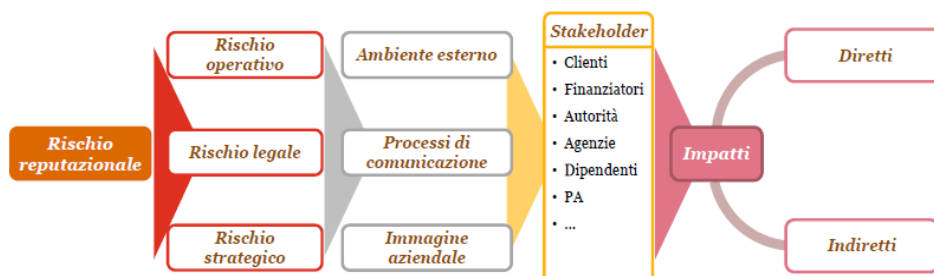 Rischio
reputazionale
Rischio
operativo
Rischio legale
Rischio
strategico
Ambiente esterno
Processi di
comunicazione
Immagine
aziendale
Stakeholder
• Clienti
• Finanziatori
• Autorità
• Agenzie
• Dipendenti
• PA
• ...
Impatti
Diretti
Indiretti